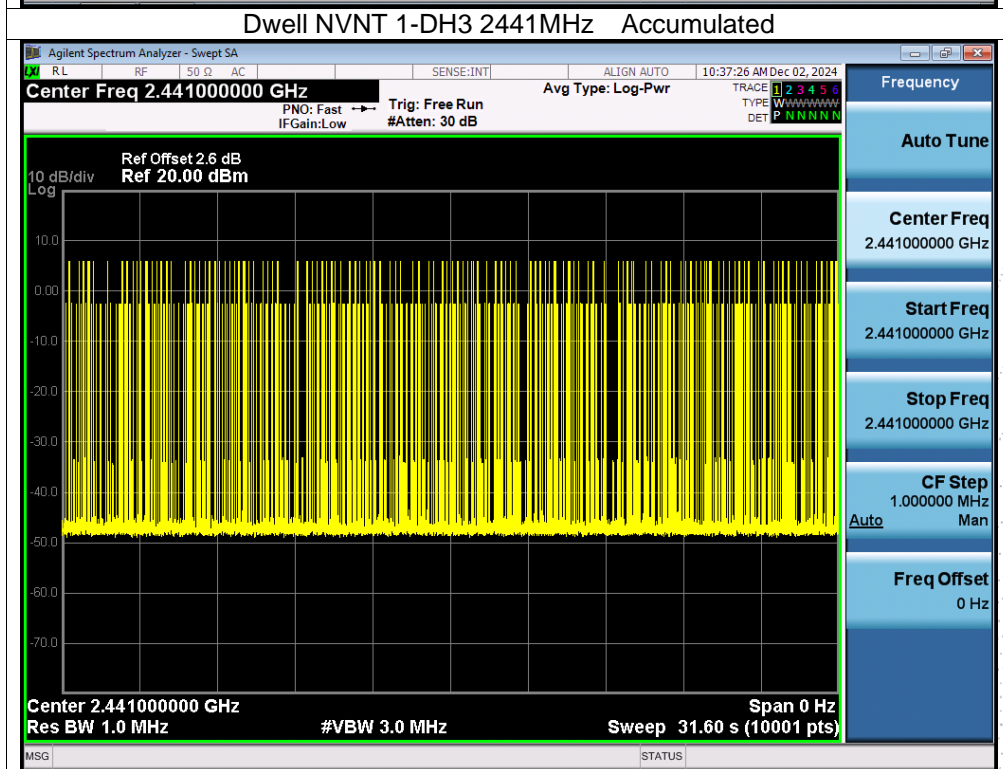 Dwell NVNT 1-DH3 2441MHz Accumulated
Agilent Spectrum Analyzer - Swept SA
LXI RL RF 50 Ω AC SENSE:INT ALIGN AUTO 10:37:26 AM Dec 02, 2024
Center Freq 2.441000000 GHz
PNO: Fast
IFGain:Low
Trig: Free Run
#Atten: 30 dB
Avg Type: Log-Pwr
TRACE 1 2 3 4 5 6
TYPE WWWWWWW
DET P N N N N N
Frequency
Ref Offset 2.6 dB
10 dB/div Ref 20.00 dBm
Log
10.0
0.00
-10.0
-20.0
-30.0
-40.0
-50.0
-60.0
-70.0
Center 2.441000000 GHz Span 0 Hz
Res BW 1.0 MHz #VBW 3.0 MHz Sweep 31.60 s (10001 pts)
Auto Tune
Center Freq
2.441000000 GHz
Start Freq
2.441000000 GHz
Stop Freq
2.441000000 GHz
CF Step
1.000000 MHz
Auto Man
Freq Offset
0 Hz
MSG STATUS